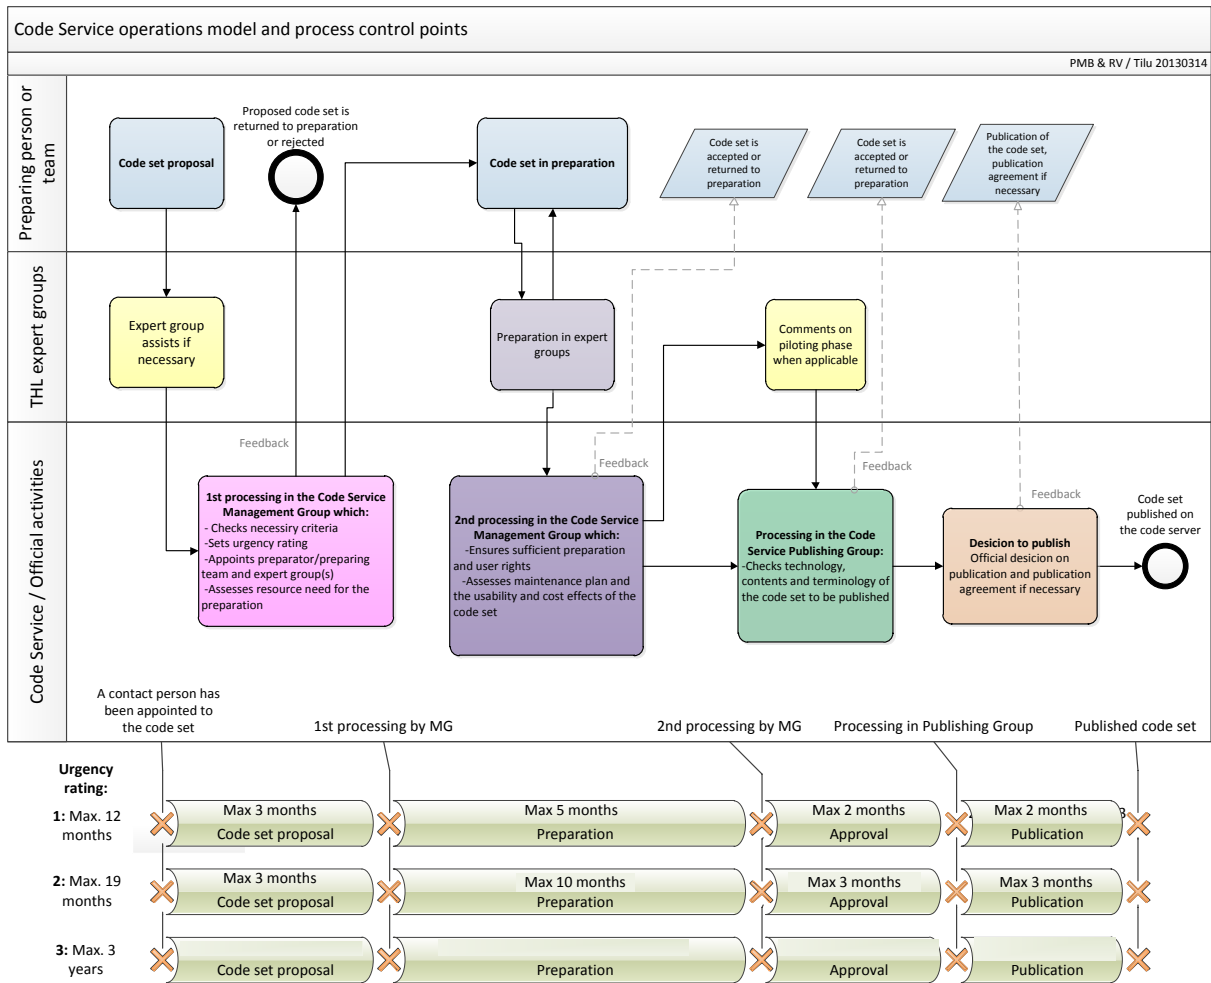 Code Service operations model and process control points
PMB & RV / Tilu 20130314
Preparing person or
team
Code set proposal
Proposed code set is
returned to preparation
or rejected
Code set in preparation
Code set is
accepted or
returned to
preparation
Code set is
accepted or
returned to
preparation
Publication of
the code set,
publication
agreement if
necessary
THL expert groups
Expert group
assists if
necessary
Preparation in expert
groups
Comments on
piloting phase
when applicable
Code Service / Official activities
Feedback
Feedback
Feedback
Feedback
1st processing in the Code Service
Management Group which:
- Checks necessiry criteria
- Sets urgency rating
-Appoints preparator/preparing
team and expert group(s)
-Assesses resource need for the
preparation
2nd processing in the Code Service
Management Group which:
-Ensures sufficient preparation
and user rights
-Assesses maintenance plan and
the usability and cost effects of the
code set
Processing in the Code
Service Publishing Group:
-Checks technology,
contents and terminology of
the code set to be published
Desicion to publish
Official desicion on
publication and publication
agreement if necessary
Code set
published on
the code server
A contact person has
been appointed to
the code set
1st processing by MG
2nd processing by MG
Processing in Publishing Group
Published code set
Urgency
rating:
1: Max. 12
months
Max 3 months
Code set proposal
Max 5 months
Preparation
Max 2 months
Approval
Max 2 months
Publication
2: Max. 19
months
Max 3 months
Code set proposal
Max 10 months
Preparation
Max 3 months
Approval
Max 3 months
Publication
3: Max. 3
years
Code set proposal
Preparation
Approval
Publication